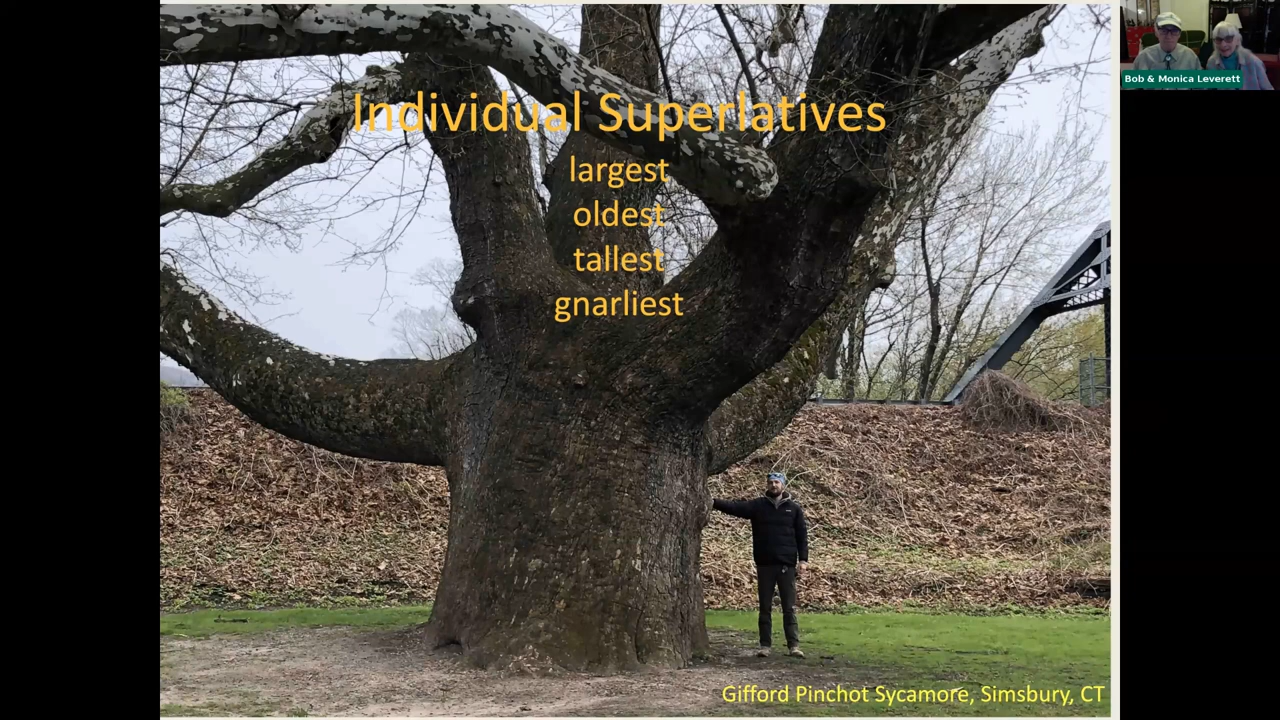 Individual Superlatives
largest
oldest
tallest
gnarliest
Gifford Pinchot Sycamore, Simsbury, CT
Bob & Monica Leverett